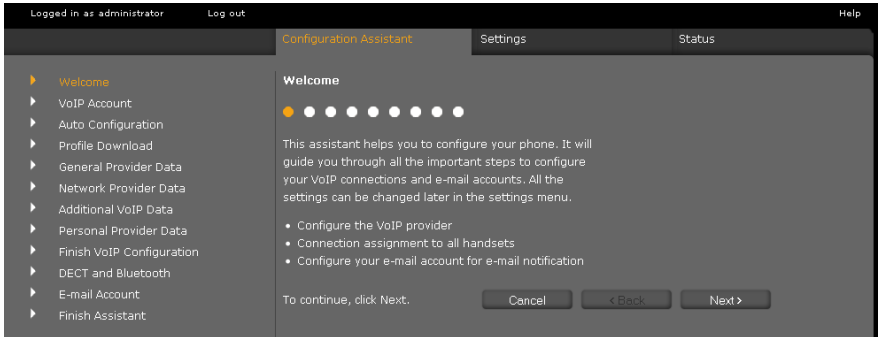 Logged in as administrator Log out Help
Configuration Assistant Settings Status
Welcome
VoIP Account
Auto Configuration
Profile Download
General Provider Data
Network Provider Data
Additional VoIP Data
Personal Provider Data
Finish VoIP Configuration
DECT and Bluetooth
E-mail Account
Finish Assistant
Welcome
This assistant helps you to configure your phone. It will
guide you through all the important steps to configure
your VoIP connections and e-mail accounts. All the
settings can be changed later in the settings menu.
• Configure the VoIP provider
• Connection assignment to all handsets
• Configure your e-mail account for e-mail notification
To continue, click Next. Cancel < Back Next >